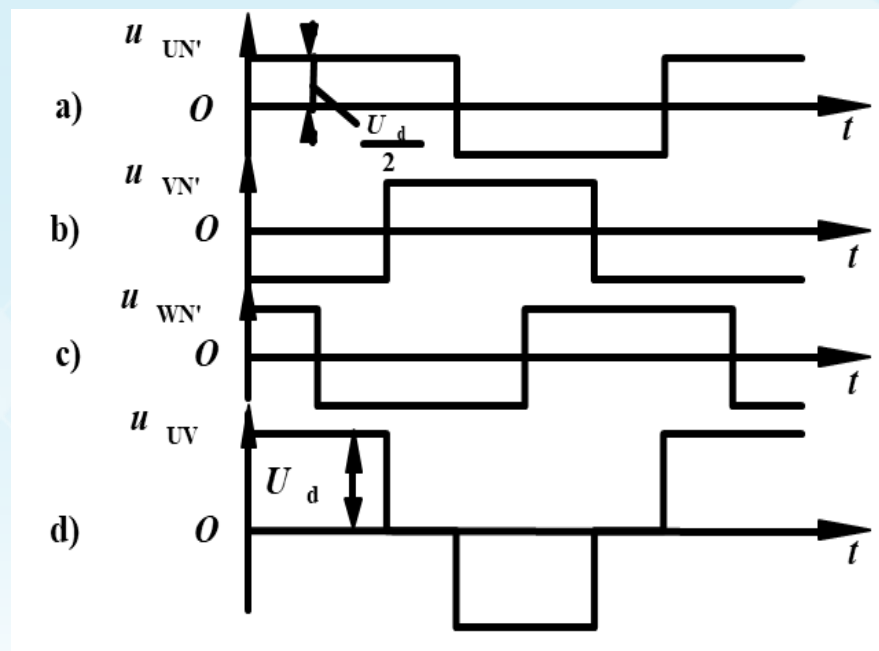 u UN'
a) O
U d
2
t
u VN'
b) O
t
u WN'
c) O
t
u UV
U d
d) O
t